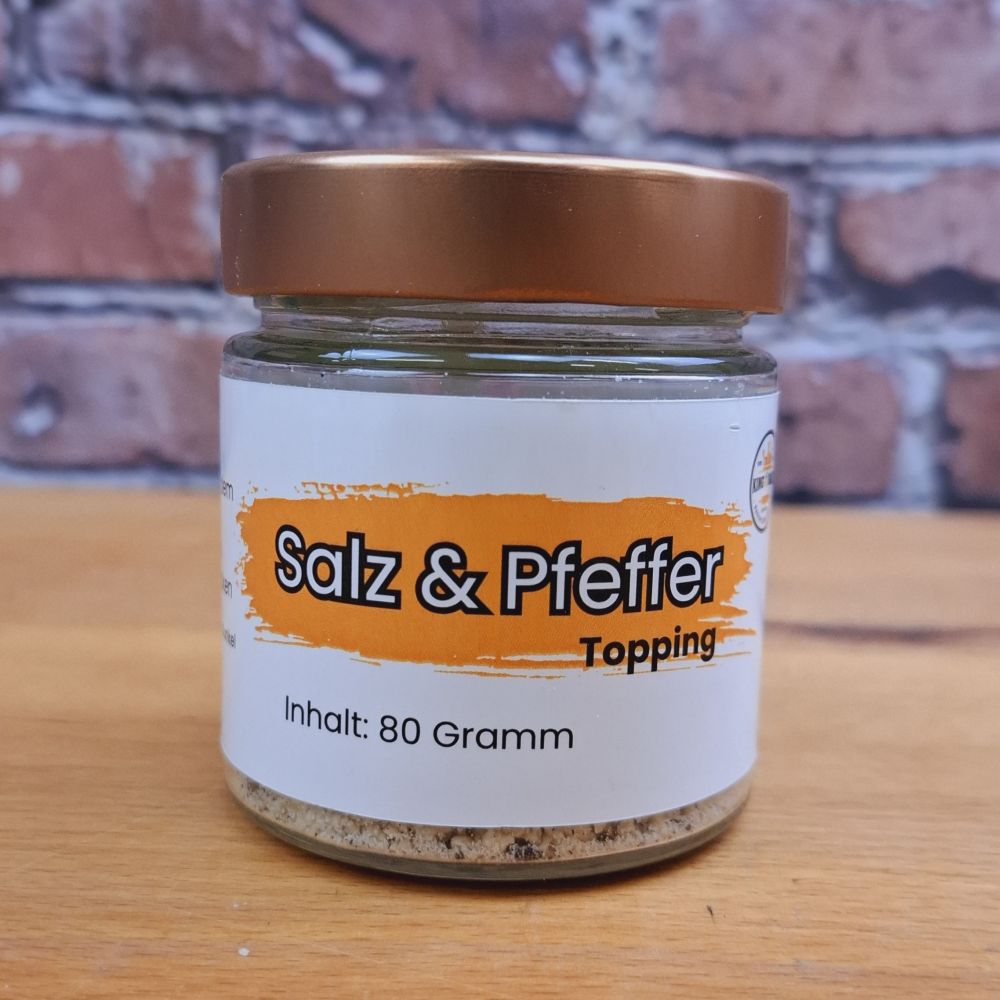 Salz & Pfeffer
Topping
Inhalt: 80 Gramm